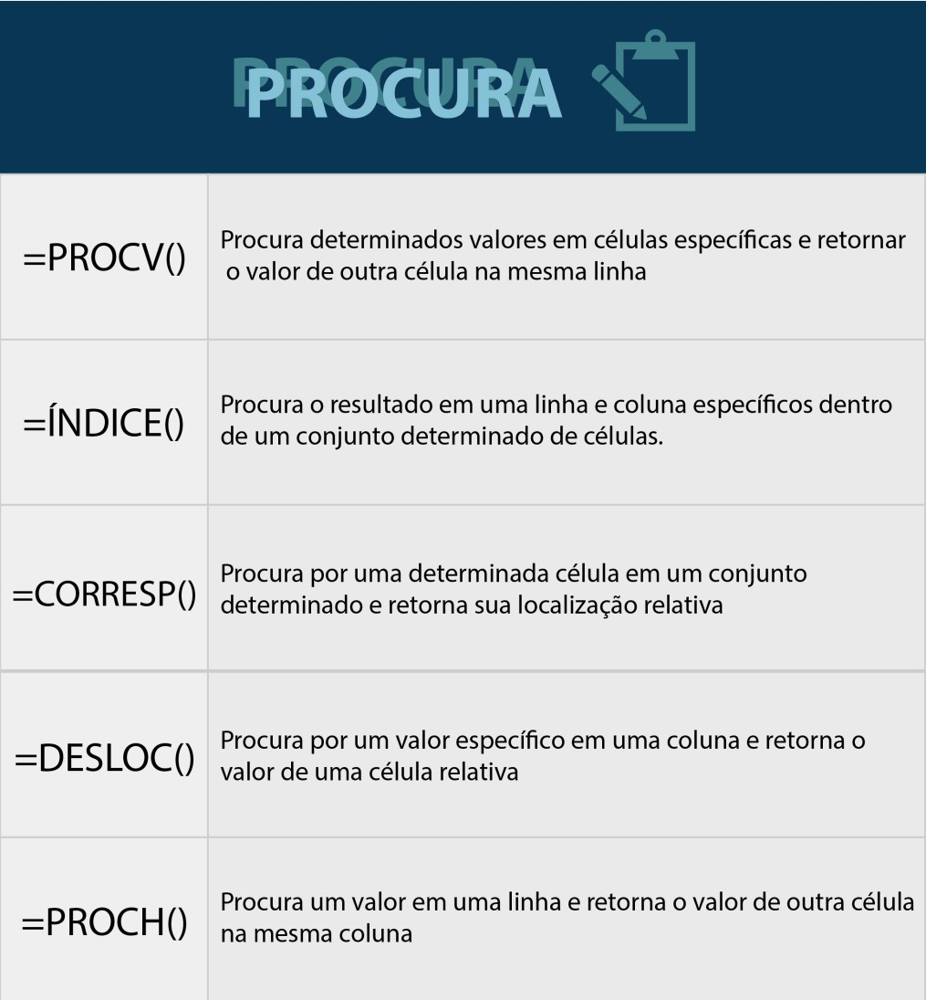 PROCURA
=PROCV()
Procura determinados valores em células específicas e retornar
o valor de outra célula na mesma linha
=ÍNDICE()
Procura o resultado em uma linha e coluna específicos dentro
de um conjunto determinado de células.
=CORRESP()
Procura por uma determinada célula em um conjunto
determinado e retorna sua localização relativa
=DESLOC()
Procura por um valor específico em uma coluna e retorna o
valor de uma célula relativa
=PROCH()
Procura um valor em uma linha e retorna o valor de outra célula
na mesma coluna